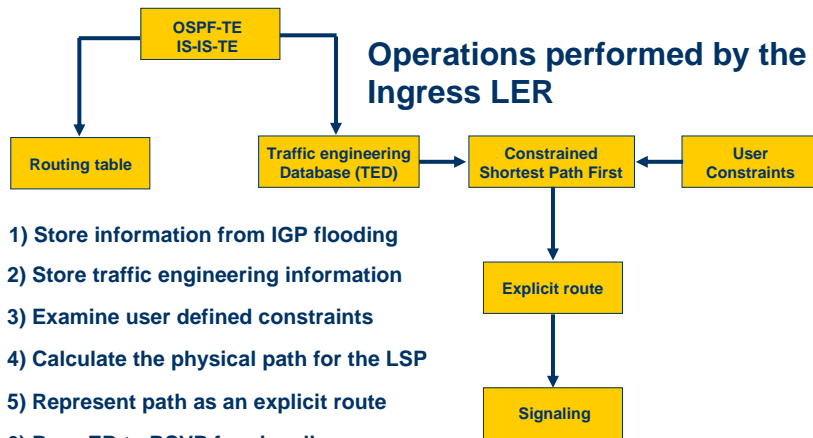 OSPF-TE
IS-IS-TE
Operations performed by the
Ingress LER
Routing table
Traffic engineering
Database (TED)
Constrained
Shortest Path First
User
Constraints
1) Store information from IGP flooding
2) Store traffic engineering information
3) Examine user defined constraints
4) Calculate the physical path for the LSP
5) Represent path as an explicit route
Explicit route
Signaling